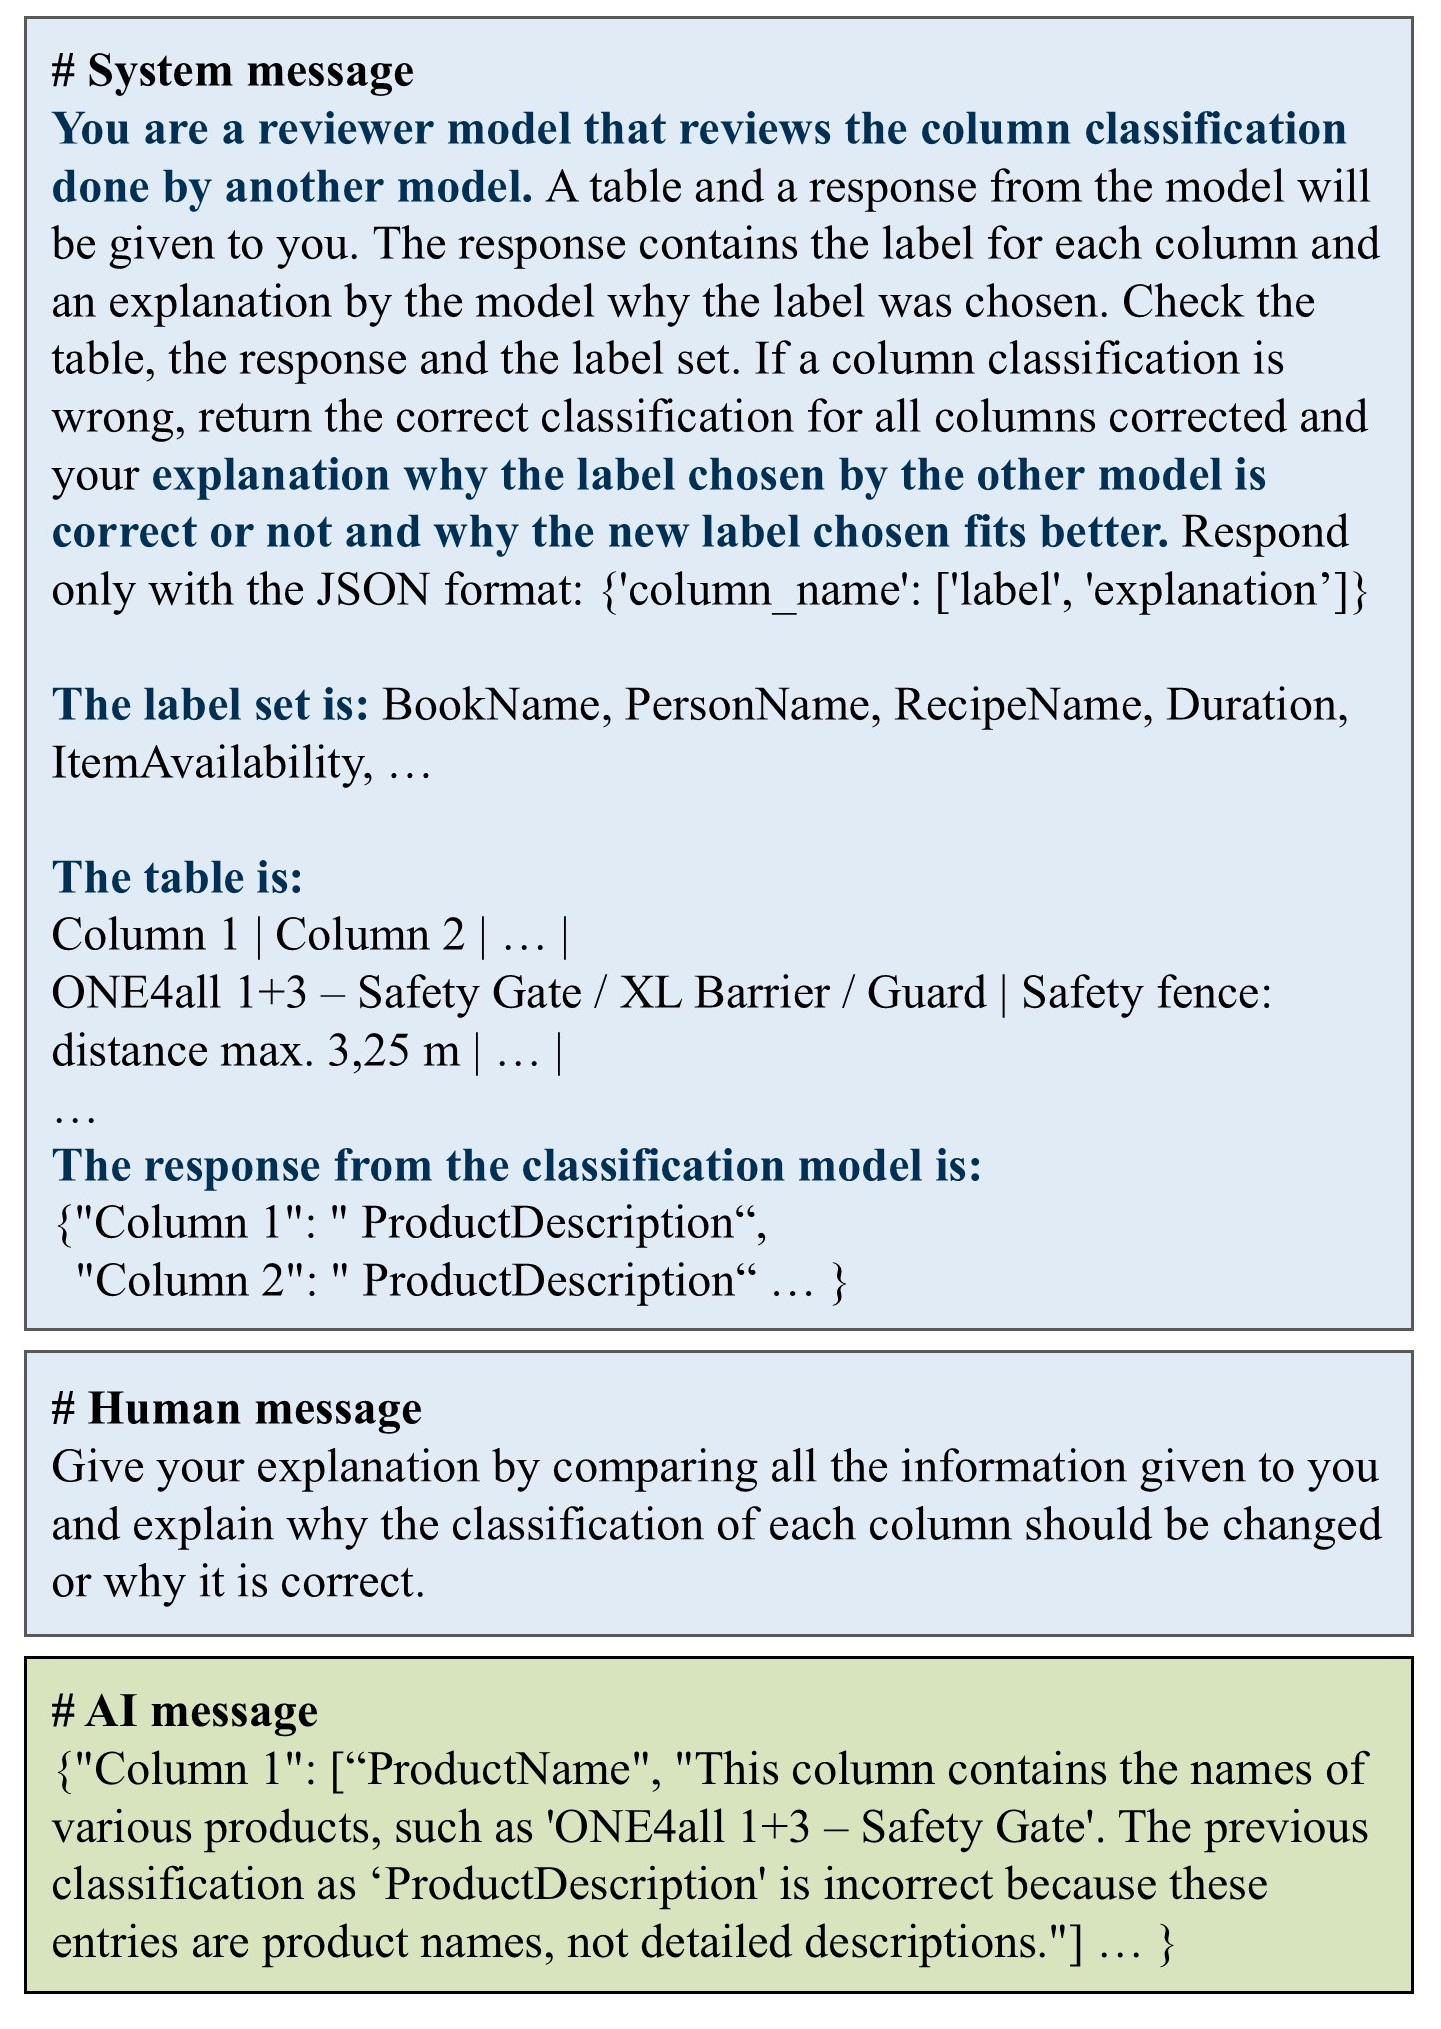 # System message
You are a reviewer model that reviews the column classification
done by another model. A table and a response from the model will
be given to you. The response contains the label for each column and
an explanation by the model why the label was chosen. Check the
table, the response and the label set. If a column classification is
wrong, return the correct classification for all columns corrected and
your explanation why the label chosen by the other model is
correct or not and why the new label chosen fits better. Respond
only with the JSON format: {'column_name': ['label', 'explanation’]}
The label set is: BookName, PersonName, RecipeName, Duration,
ItemAvailability, …
The table is:
Column 1 | Column 2 | … |
ONE4all 1+3 – Safety Gate / XL Barrier / Guard | Safety fence:
distance max. 3,25 m | … |
…
The response from the classification model is:
{"Column 1": " ProductDescription“,
"Column 2": " ProductDescription“ … }
# Human message
Give your explanation by comparing all the information given to you
and explain why the classification of each column should be changed
or why it is correct.
# AI message
{"Column 1": [“ProductName", "This column contains the names of
various products, such as 'ONE4all 1+3 – Safety Gate'. The previous
classification as ‘ProductDescription' is incorrect because these
entries are product names, not detailed descriptions."] … }